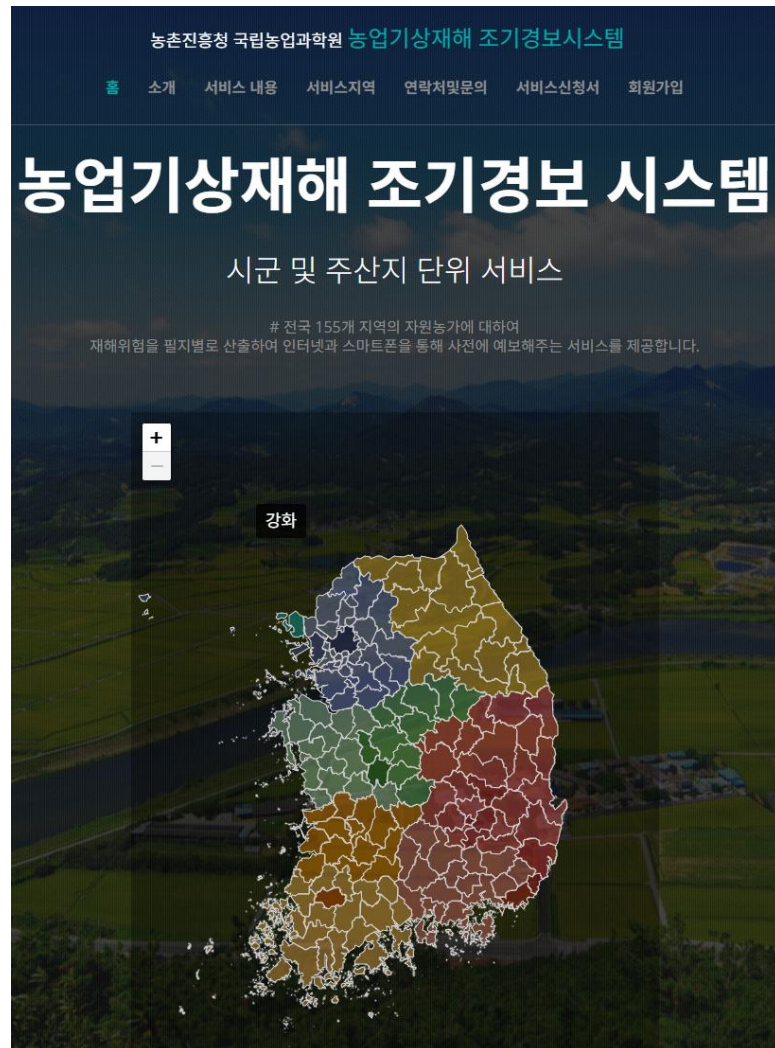 농촌진흥청 국립농업과학원 농업기상재해 조기경보시스템
홈 소개 서비스 내용 서비스지역 연락처및문의 서비스신청서 회원가입
농업기상재해 조기경보 시스템
시군 및 주산지 단위 서비스
# 전국 155개 지역의 자원농가에 대하여
재해위험을 필지별로 산출하여 인터넷과 스마트폰을 통해 사전에 예보해주는 서비스를 제공합니다.
+
−
강화